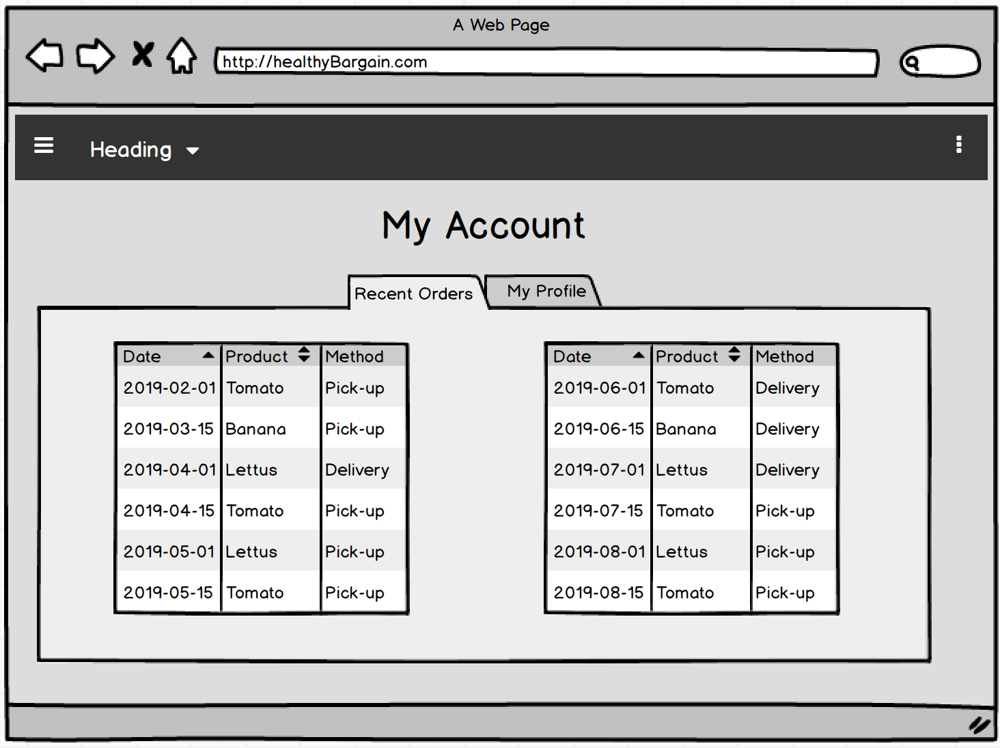 A Web Page
http://healthyBargain.com
Heading
My Account
Recent Orders
My Profile
Date Product Method
2019-02-01 Tomato Pick-up
2019-03-15 Banana Pick-up
2019-04-01 Lettus Delivery
2019-04-15 Tomato Pick-up
2019-05-01 Lettus Pick-up
2019-05-15 Tomato Pick-up
Date Product Method
2019-06-01 Tomato Delivery
2019-06-15 Banana Delivery
2019-07-01 Lettus Delivery
2019-07-15 Tomato Pick-up
2019-08-01 Lettus Pick-up
2019-08-15 Tomato Pick-up